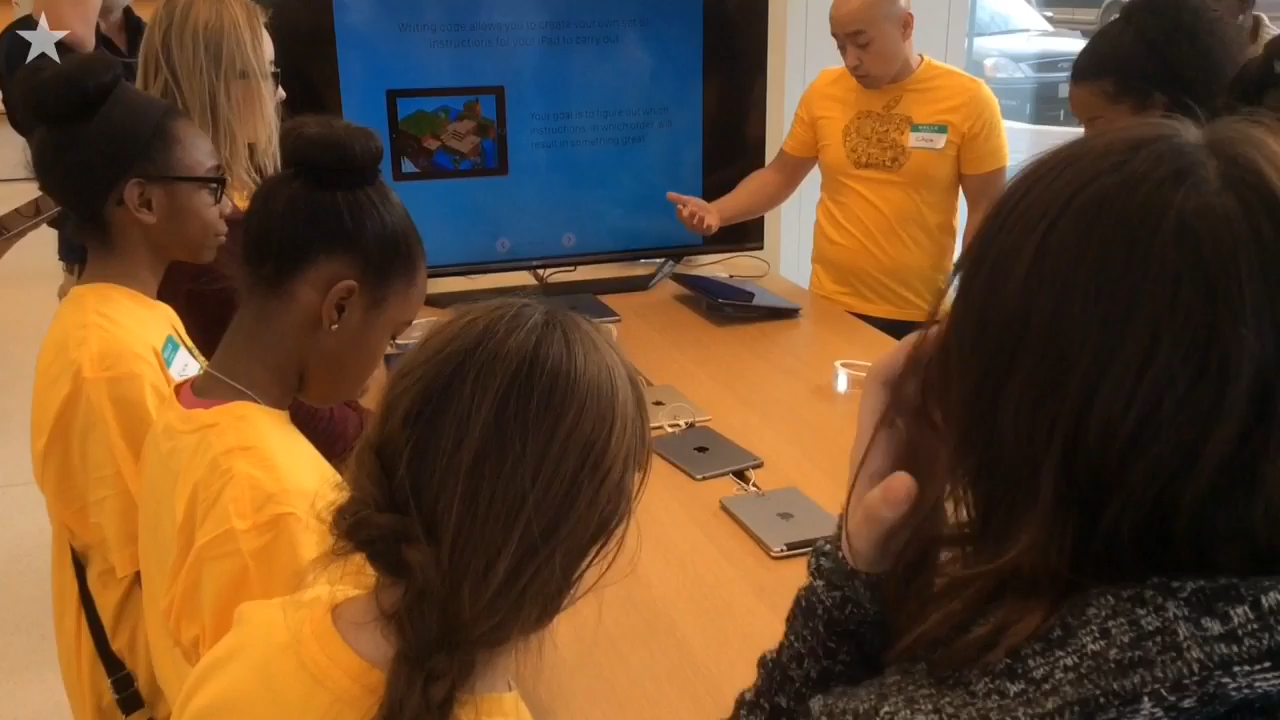 Writing code allows you to create your own set of
instructions for your iPad to carry out.
Your goal is to figure out which
instructions, in which order will
result in something great.
HELLO